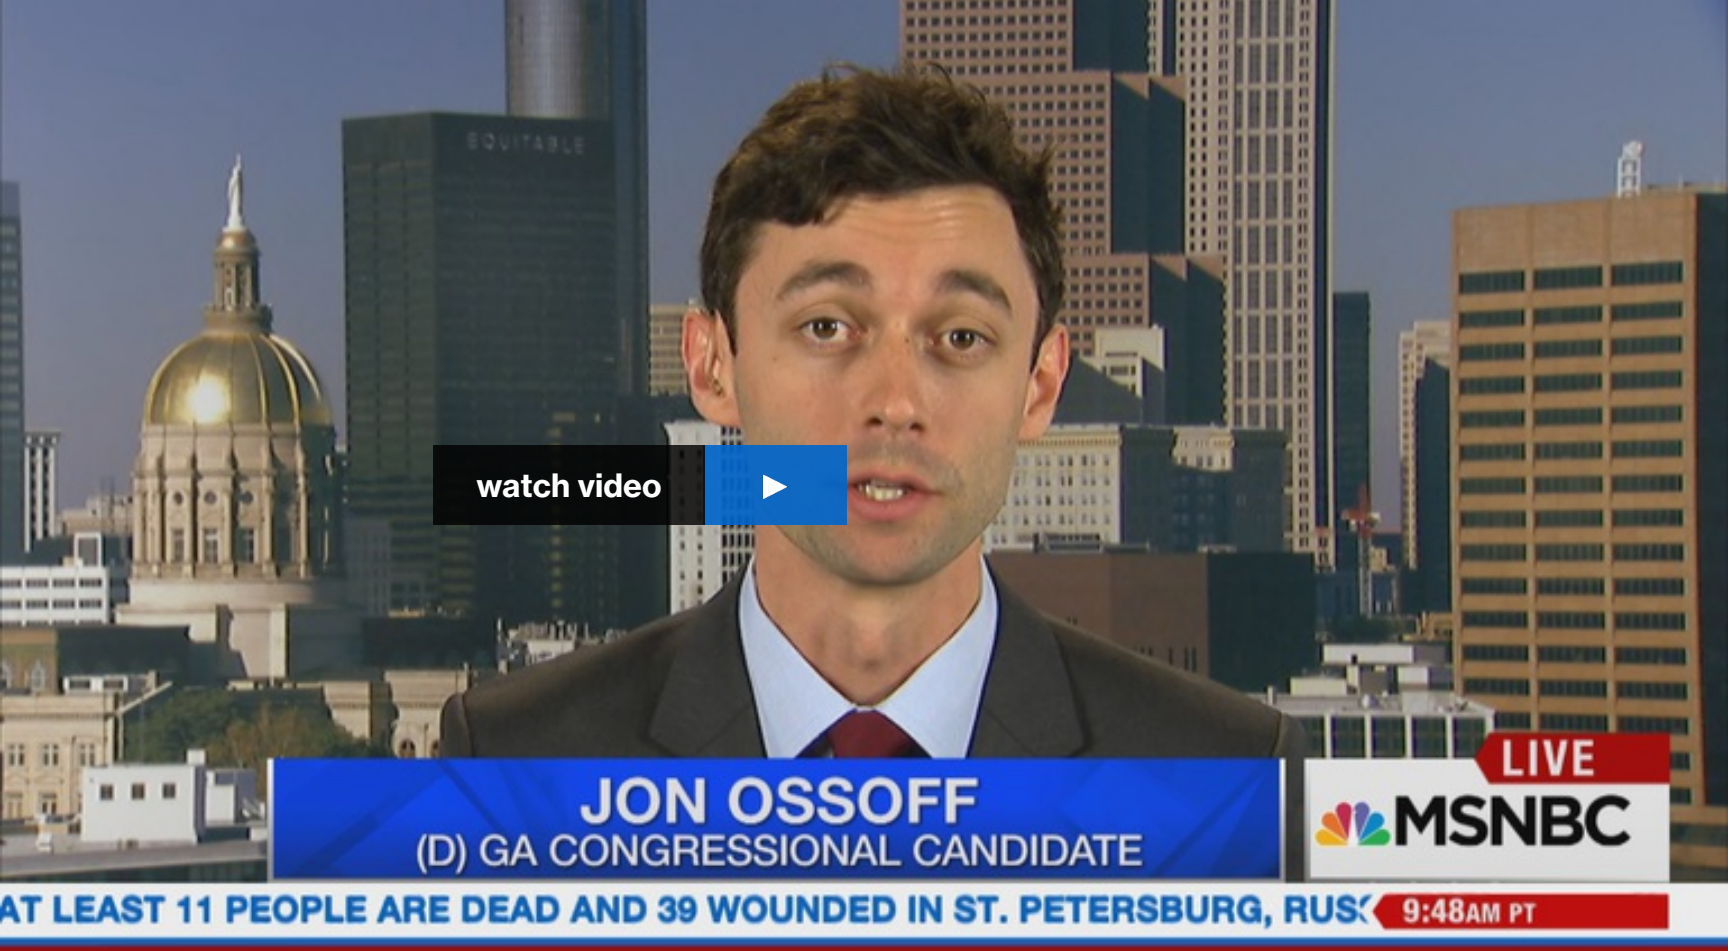 EQUITABLE
watch video
JON OSSOFF
(D) GA CONGRESSIONAL CANDIDATE
LIVE
MSNBC
AT LEAST 11 PEOPLE ARE DEAD AND 39 WOUNDED IN ST. PETERSBURG,
9:48AM PT